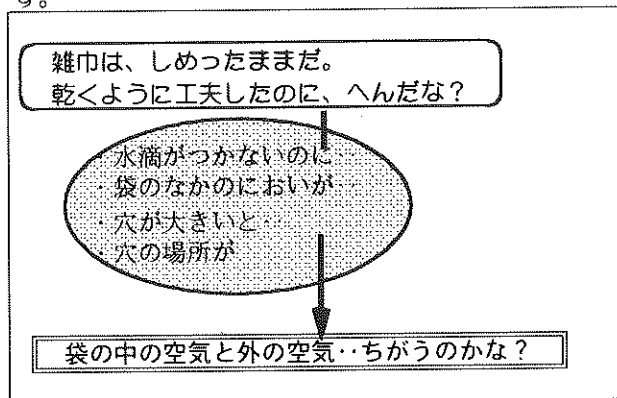 す。
雑巾は、しめったままだ。
乾くように工夫したのに、へんだな？
・水滴がつかないのに‥
・袋のなかのにおいが‥
・穴が大きいと‥
・穴の場所が
袋の中の空気と外の空気‥ちがうのかな？